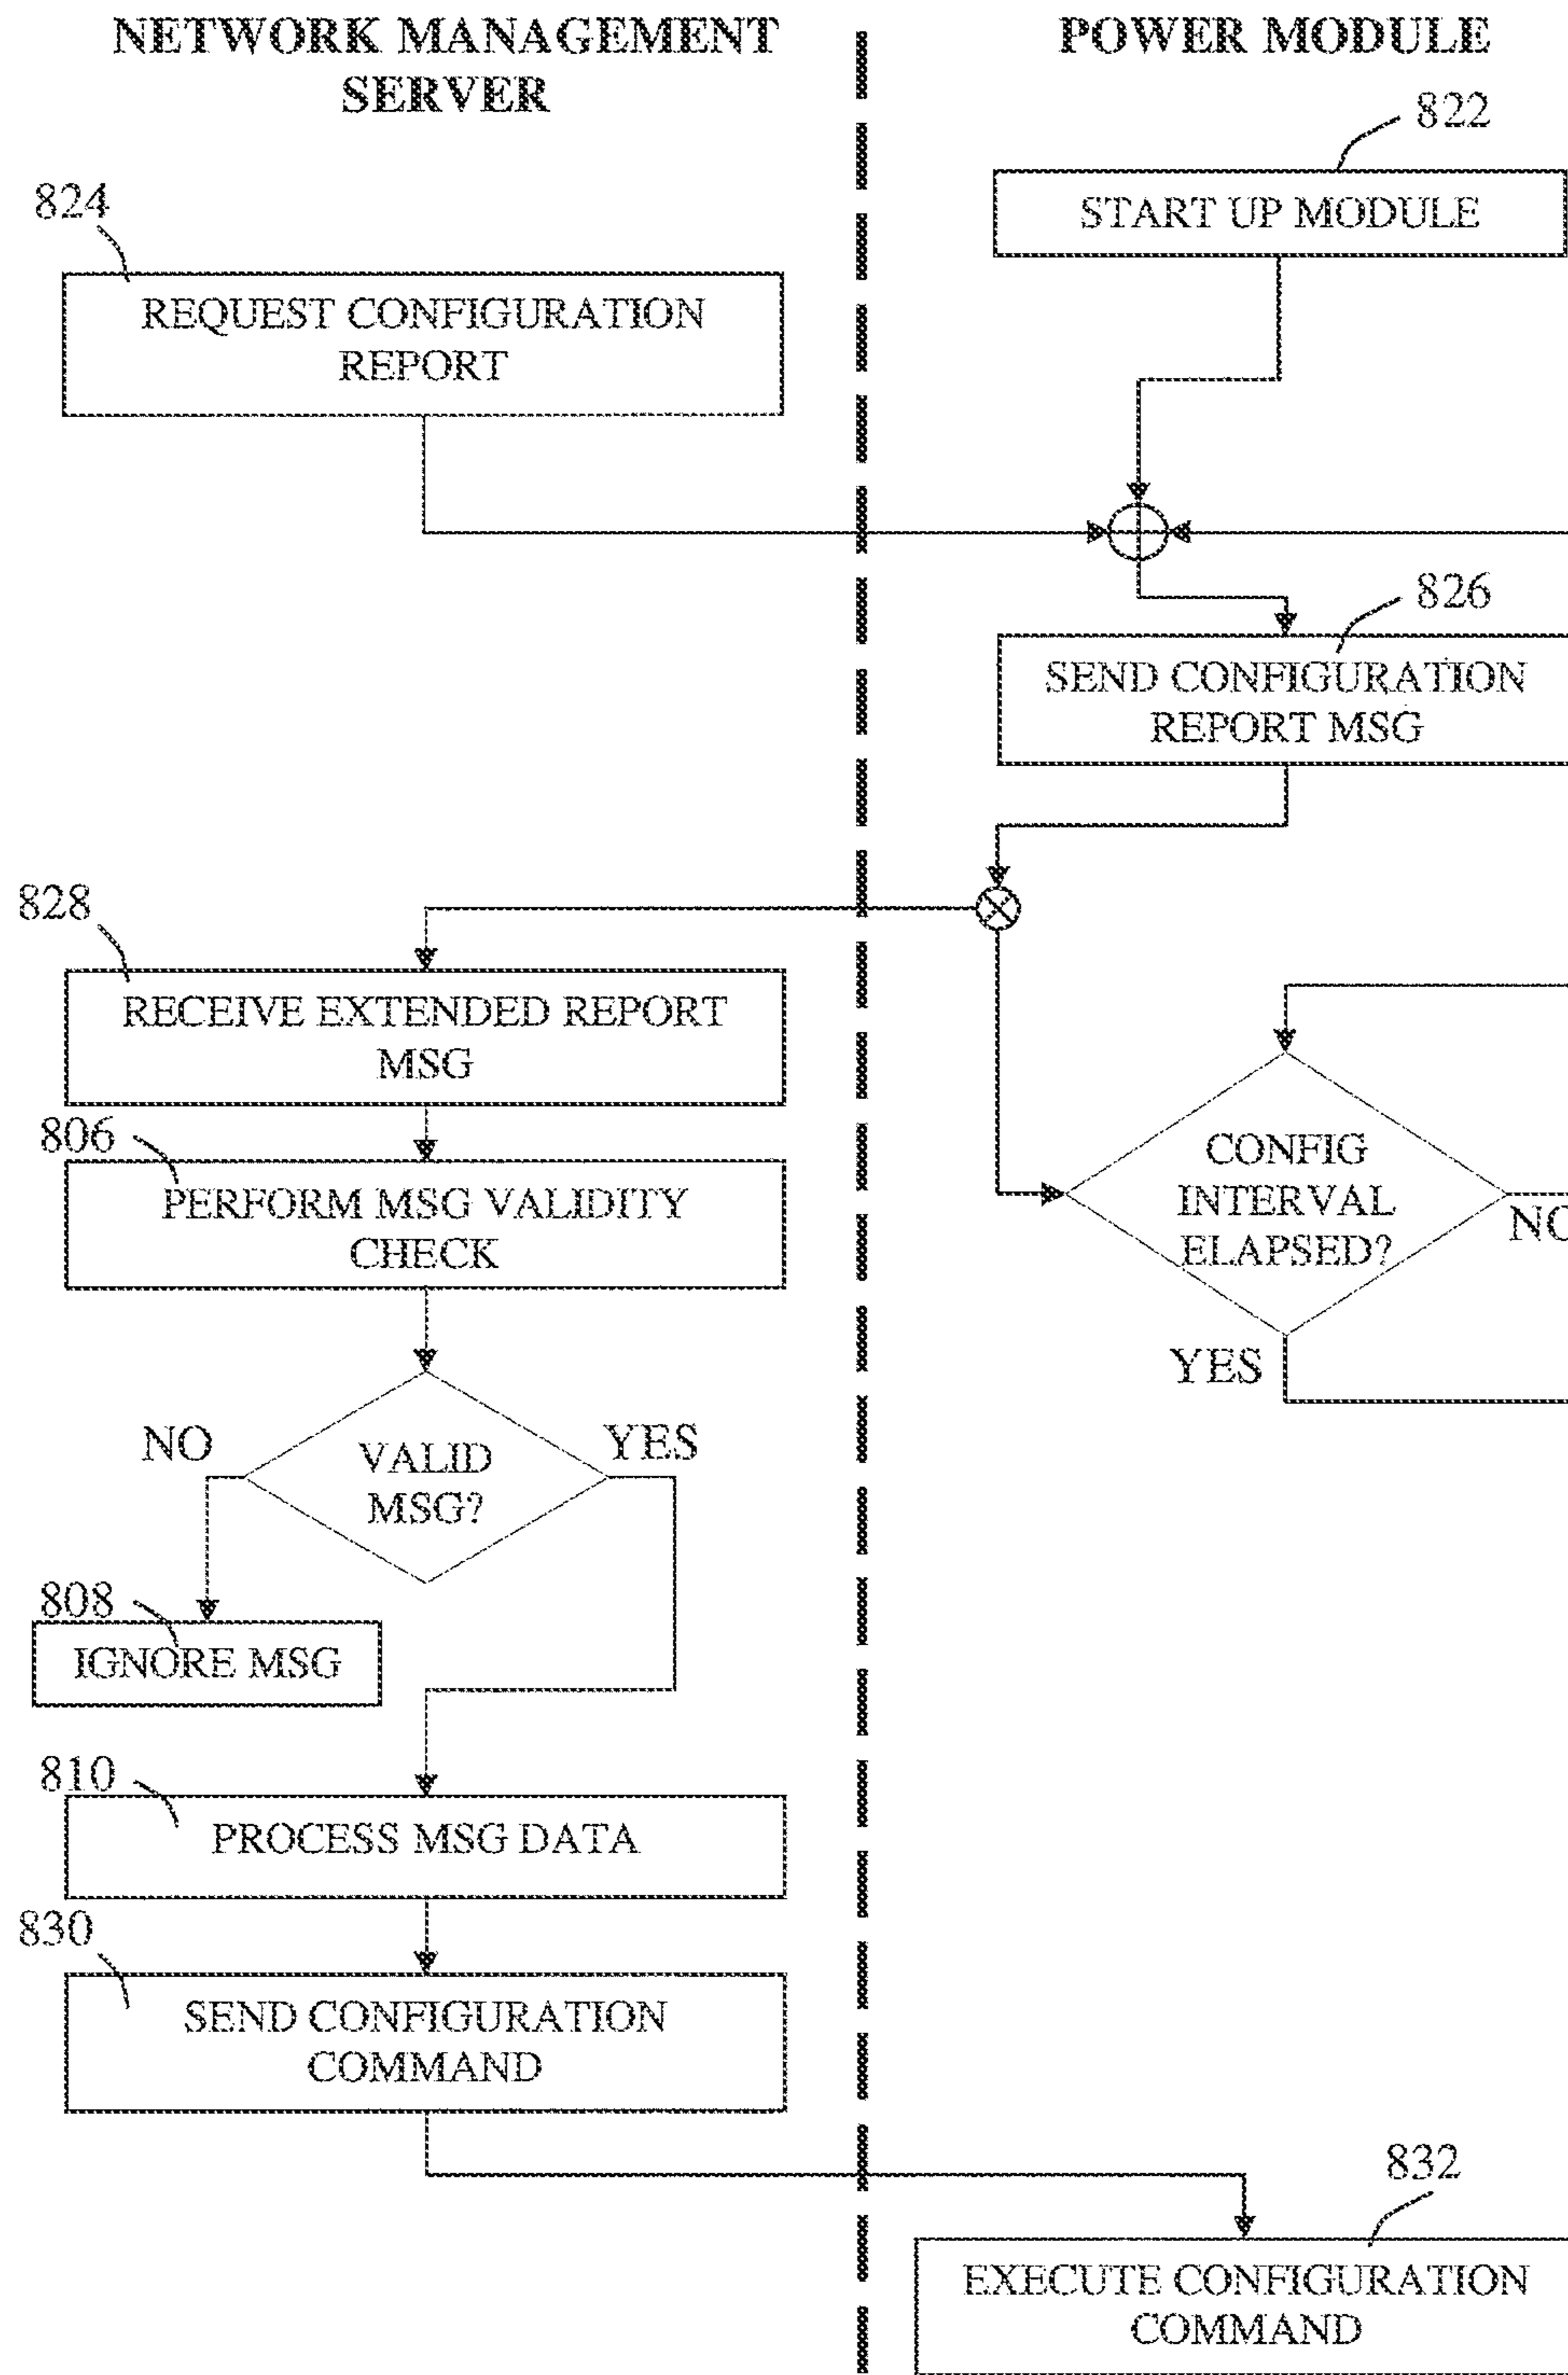 NETWORK MANAGEMENT
SERVER
POWER MODULE
822
START UP MODULE
824
REQUEST CONFIGURATION
REPORT
826
SEND CONFIGURATION
REPORT MSG
828
RECEIVE EXTENDED REPORT
MSG
806
PERFORM MSG VALIDITY
CHECK
CONFIG
INTERVAL
ELAPSED?
NO
YES
NO
YES
VALID
MSG?
808
IGNORE MSG
810
PROCESS MSG DATA
830
SEND CONFIGURATION
COMMAND
832
EXECUTE CONFIGURATION
COMMAND